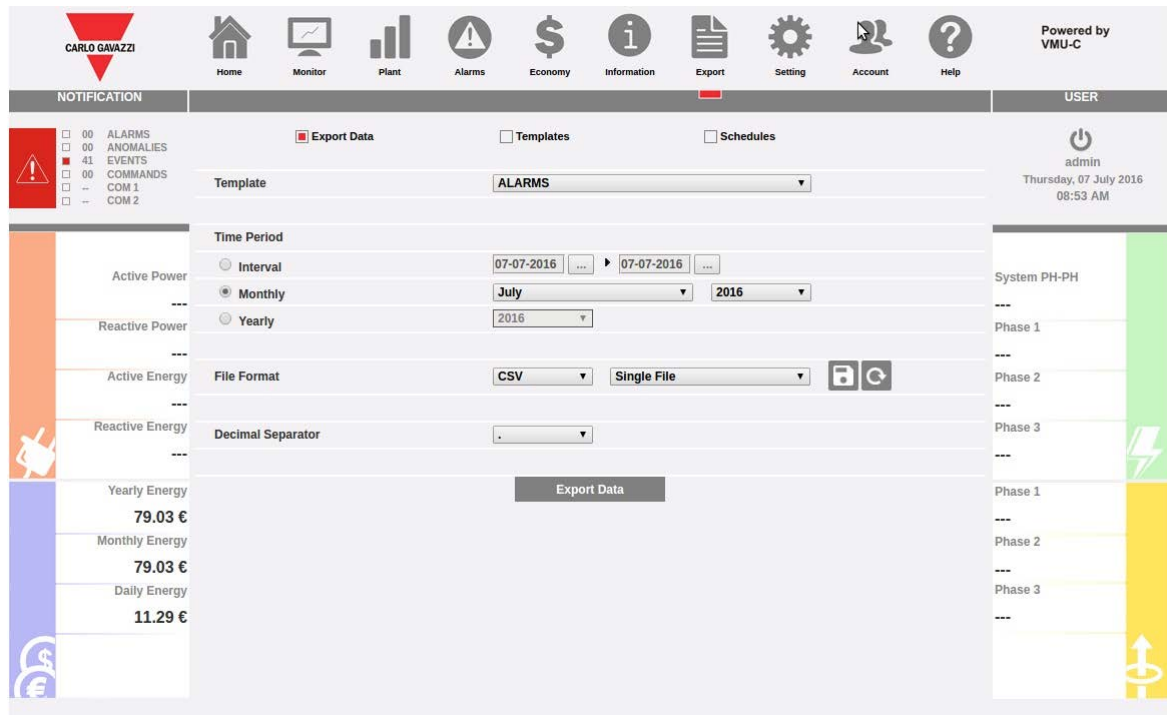 CARLO GAVAZZI
Home Monitor Plant Alarms Economy Information Export Setting Account Help
Powered by
VMU-C
NOTIFICATION
USER
00 ALARMS
00 ANOMALIES
41 EVENTS
00 COMMANDS
-- COM 1
-- COM 2
Export Data Templates Schedules
admin
Thursday, 07 July 2016
08:53 AM
Template ALARMS
Time Period
Interval 07-07-2016 ... 07-07-2016 ...
Monthly July 2016
Yearly 2016
File Format CSV Single File
Decimal Separator .
Export Data
Active Power
---
Reactive Power
---
Active Energy
---
Reactive Energy
---
Yearly Energy
79.03 €
Monthly Energy
79.03 €
Daily Energy
11.29 €
System PH-PH
---
Phase 1
---
Phase 2
---
Phase 3
---
Phase 1
---
Phase 2
---
Phase 3
---